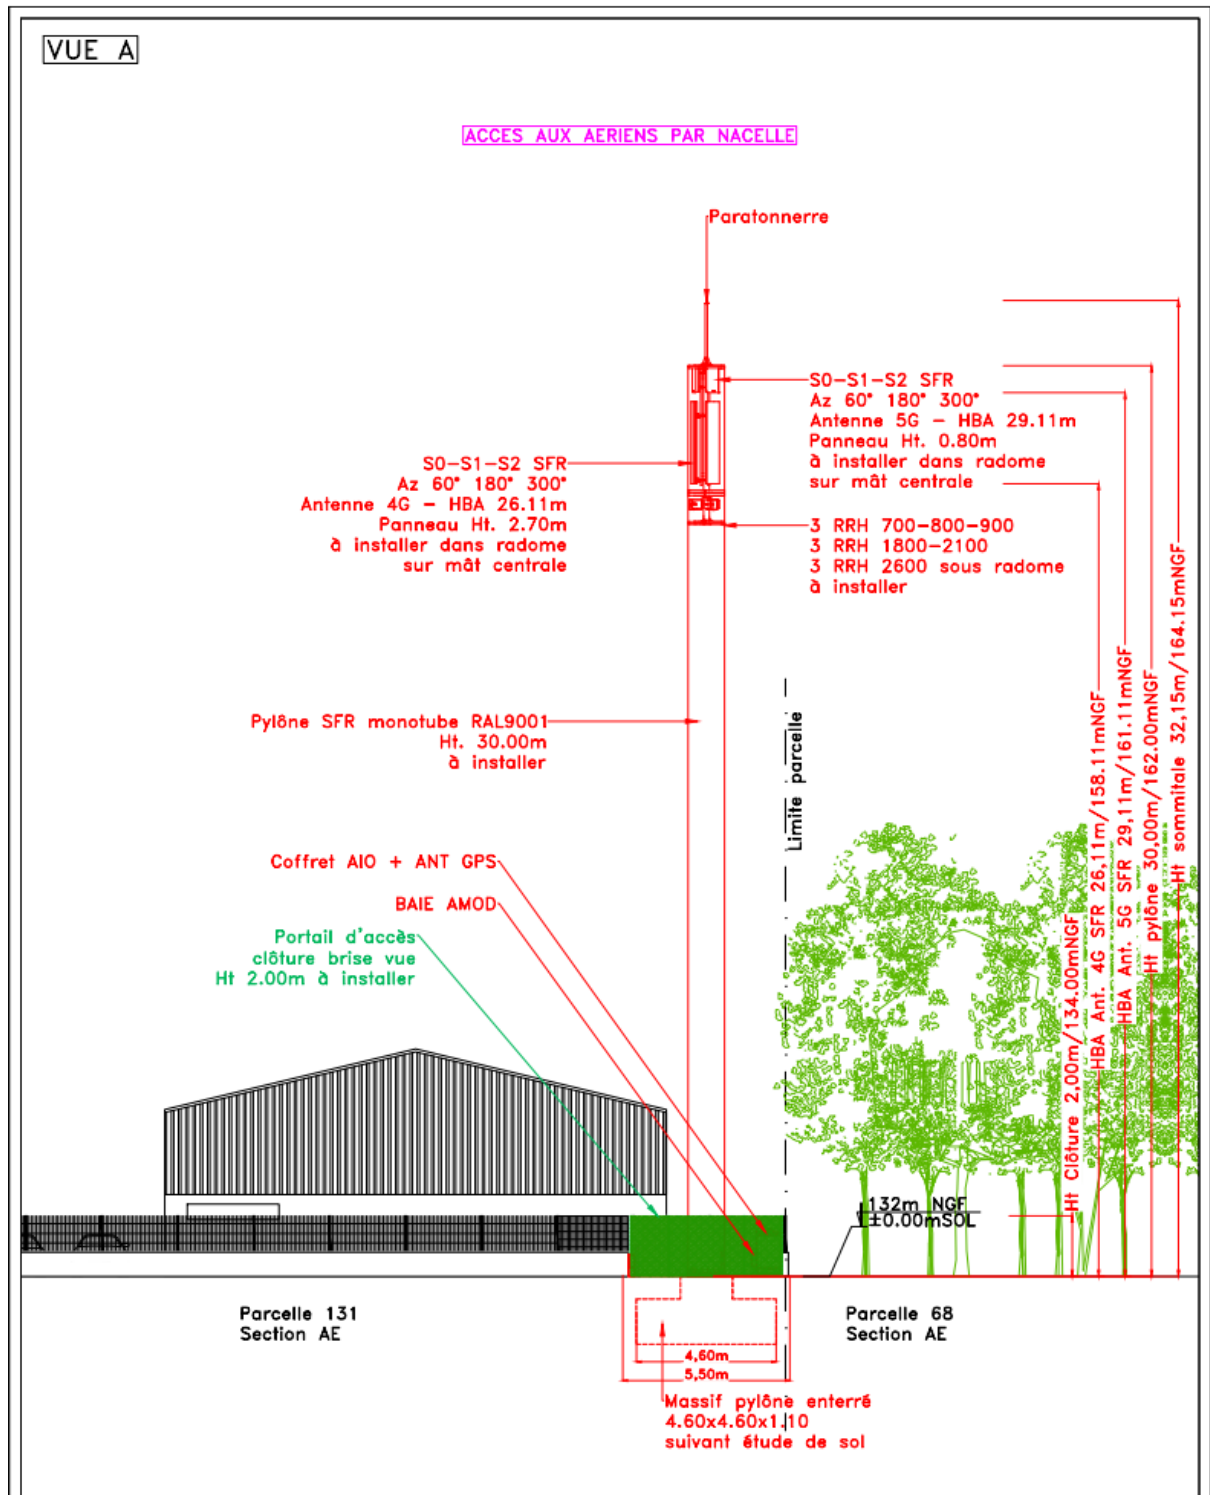 VUE A
ACCES AUX AERIENS PAR NACELLE
Paratonnerre
S0-S1-S2 SFR
Az 60° 180° 300°
Antenne 5G - HBA 29.11m
Panneau Ht. 0.80m
à installer dans radome
sur mât centrale
S0-S1-S2 SFR
Az 60° 180° 300°
Antenne 4G - HBA 26.11m
Panneau Ht. 2.70m
à installer dans radome
sur mât centrale
3 RRH 700-800-900
3 RRH 1800-2100
3 RRH 2600 sous radome
à installer
Pylône SFR monotube RAL9001
Ht. 30.00m
à installer
Limite parcelle
Coffret AIO + ANT GPS
BAIE AMOD
Portail d'accès
clôture brise vue
Ht 2.00m à installer
Ht Clôture 2,00m/134.00mNGF
HBA Ant. 4G SFR 26,11m/158.11mNGF
HBA Ant. 5G SFR 29,11m/161.11mNGF
Ht pylône 30,00m/162.00mNGF
Ht sommitale 32,15m/164.15mNGF
132m NGF
±0.00mSOL
Parcelle 131
Section AE
Parcelle 68
Section AE
4,60m
5,50m
Massif pylône enterré
4.60x4.60x1.10
suivant étude de sol